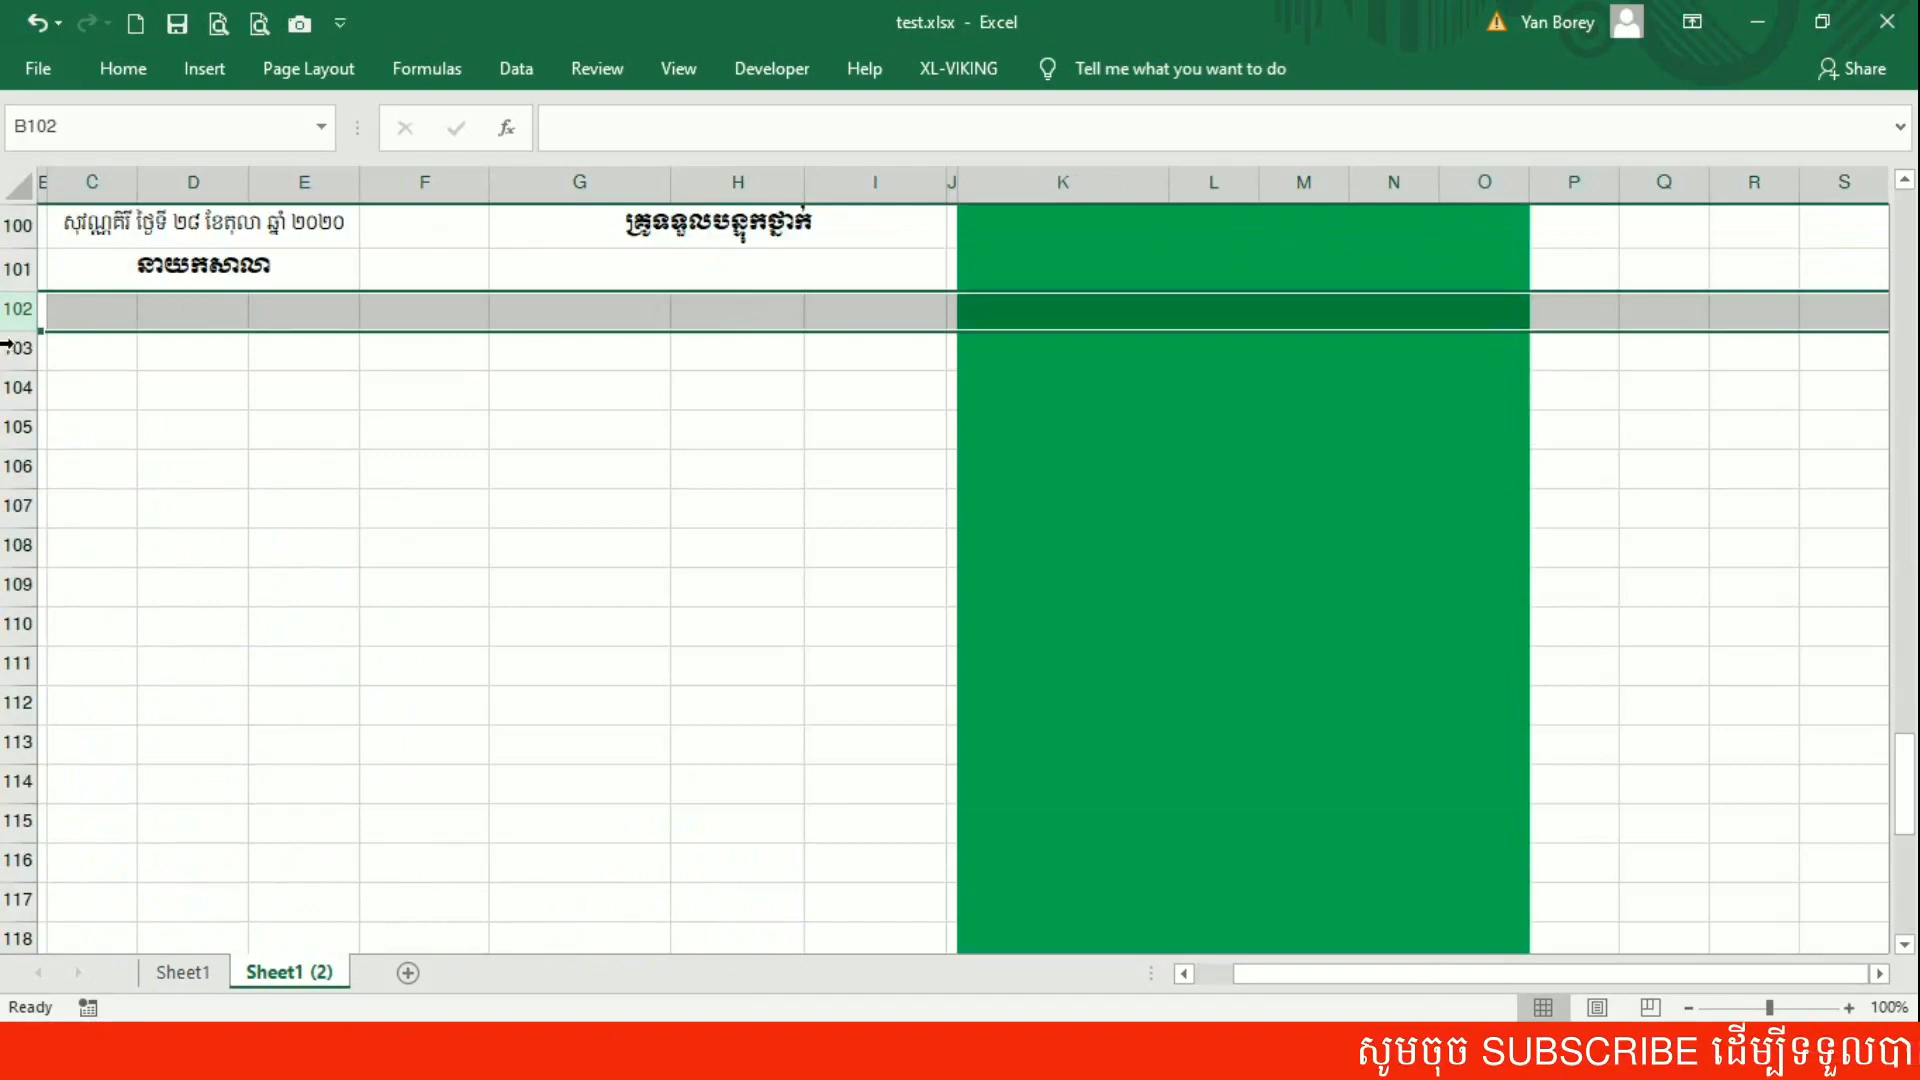 test.xlsx - Excel
Yan Borey
File Home Insert Page Layout Formulas Data Review View Developer Help XL-VIKING Tell me what you want to do Share
B102
fx
C D E F G H I J K L M N O P Q R S
100 សុវណ្ណគិរី ថ្ងៃទី ២៨ ខែតុលា ឆ្នាំ ២០២០ គ្រូទទួលបន្ទុកថ្នាក់
101 នាយកសាលា
102
103
104
105
106
107
108
109
110
111
112
113
114
115
116
117
118
Sheet1 Sheet1 (2)
Ready 100%
សូមចុច SUBSCRIBE ដើម្បីទទួលបា